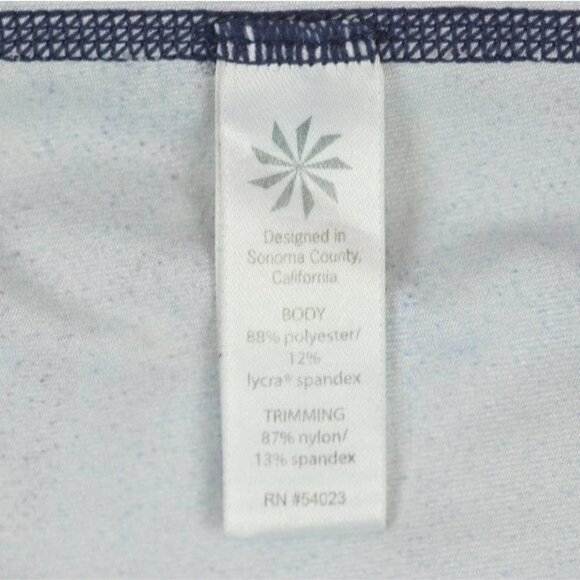 Designed in
Sonoma County,
California
BODY
88% polyester/
12%
lycra® spandex
TRIMMING
87% nylon/
13% spandex
RN #54023